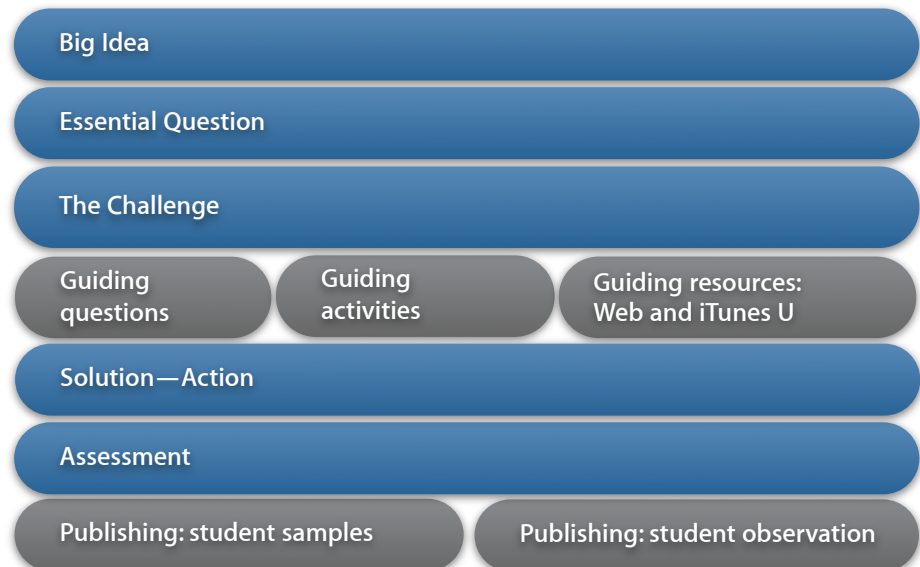 Big Idea
Essential Question
The Challenge
Guiding
questions
Guiding
activities
Guiding resources:
Web and iTunes U
Solution—Action
Assessment
Publishing: student samples
Publishing: student observation